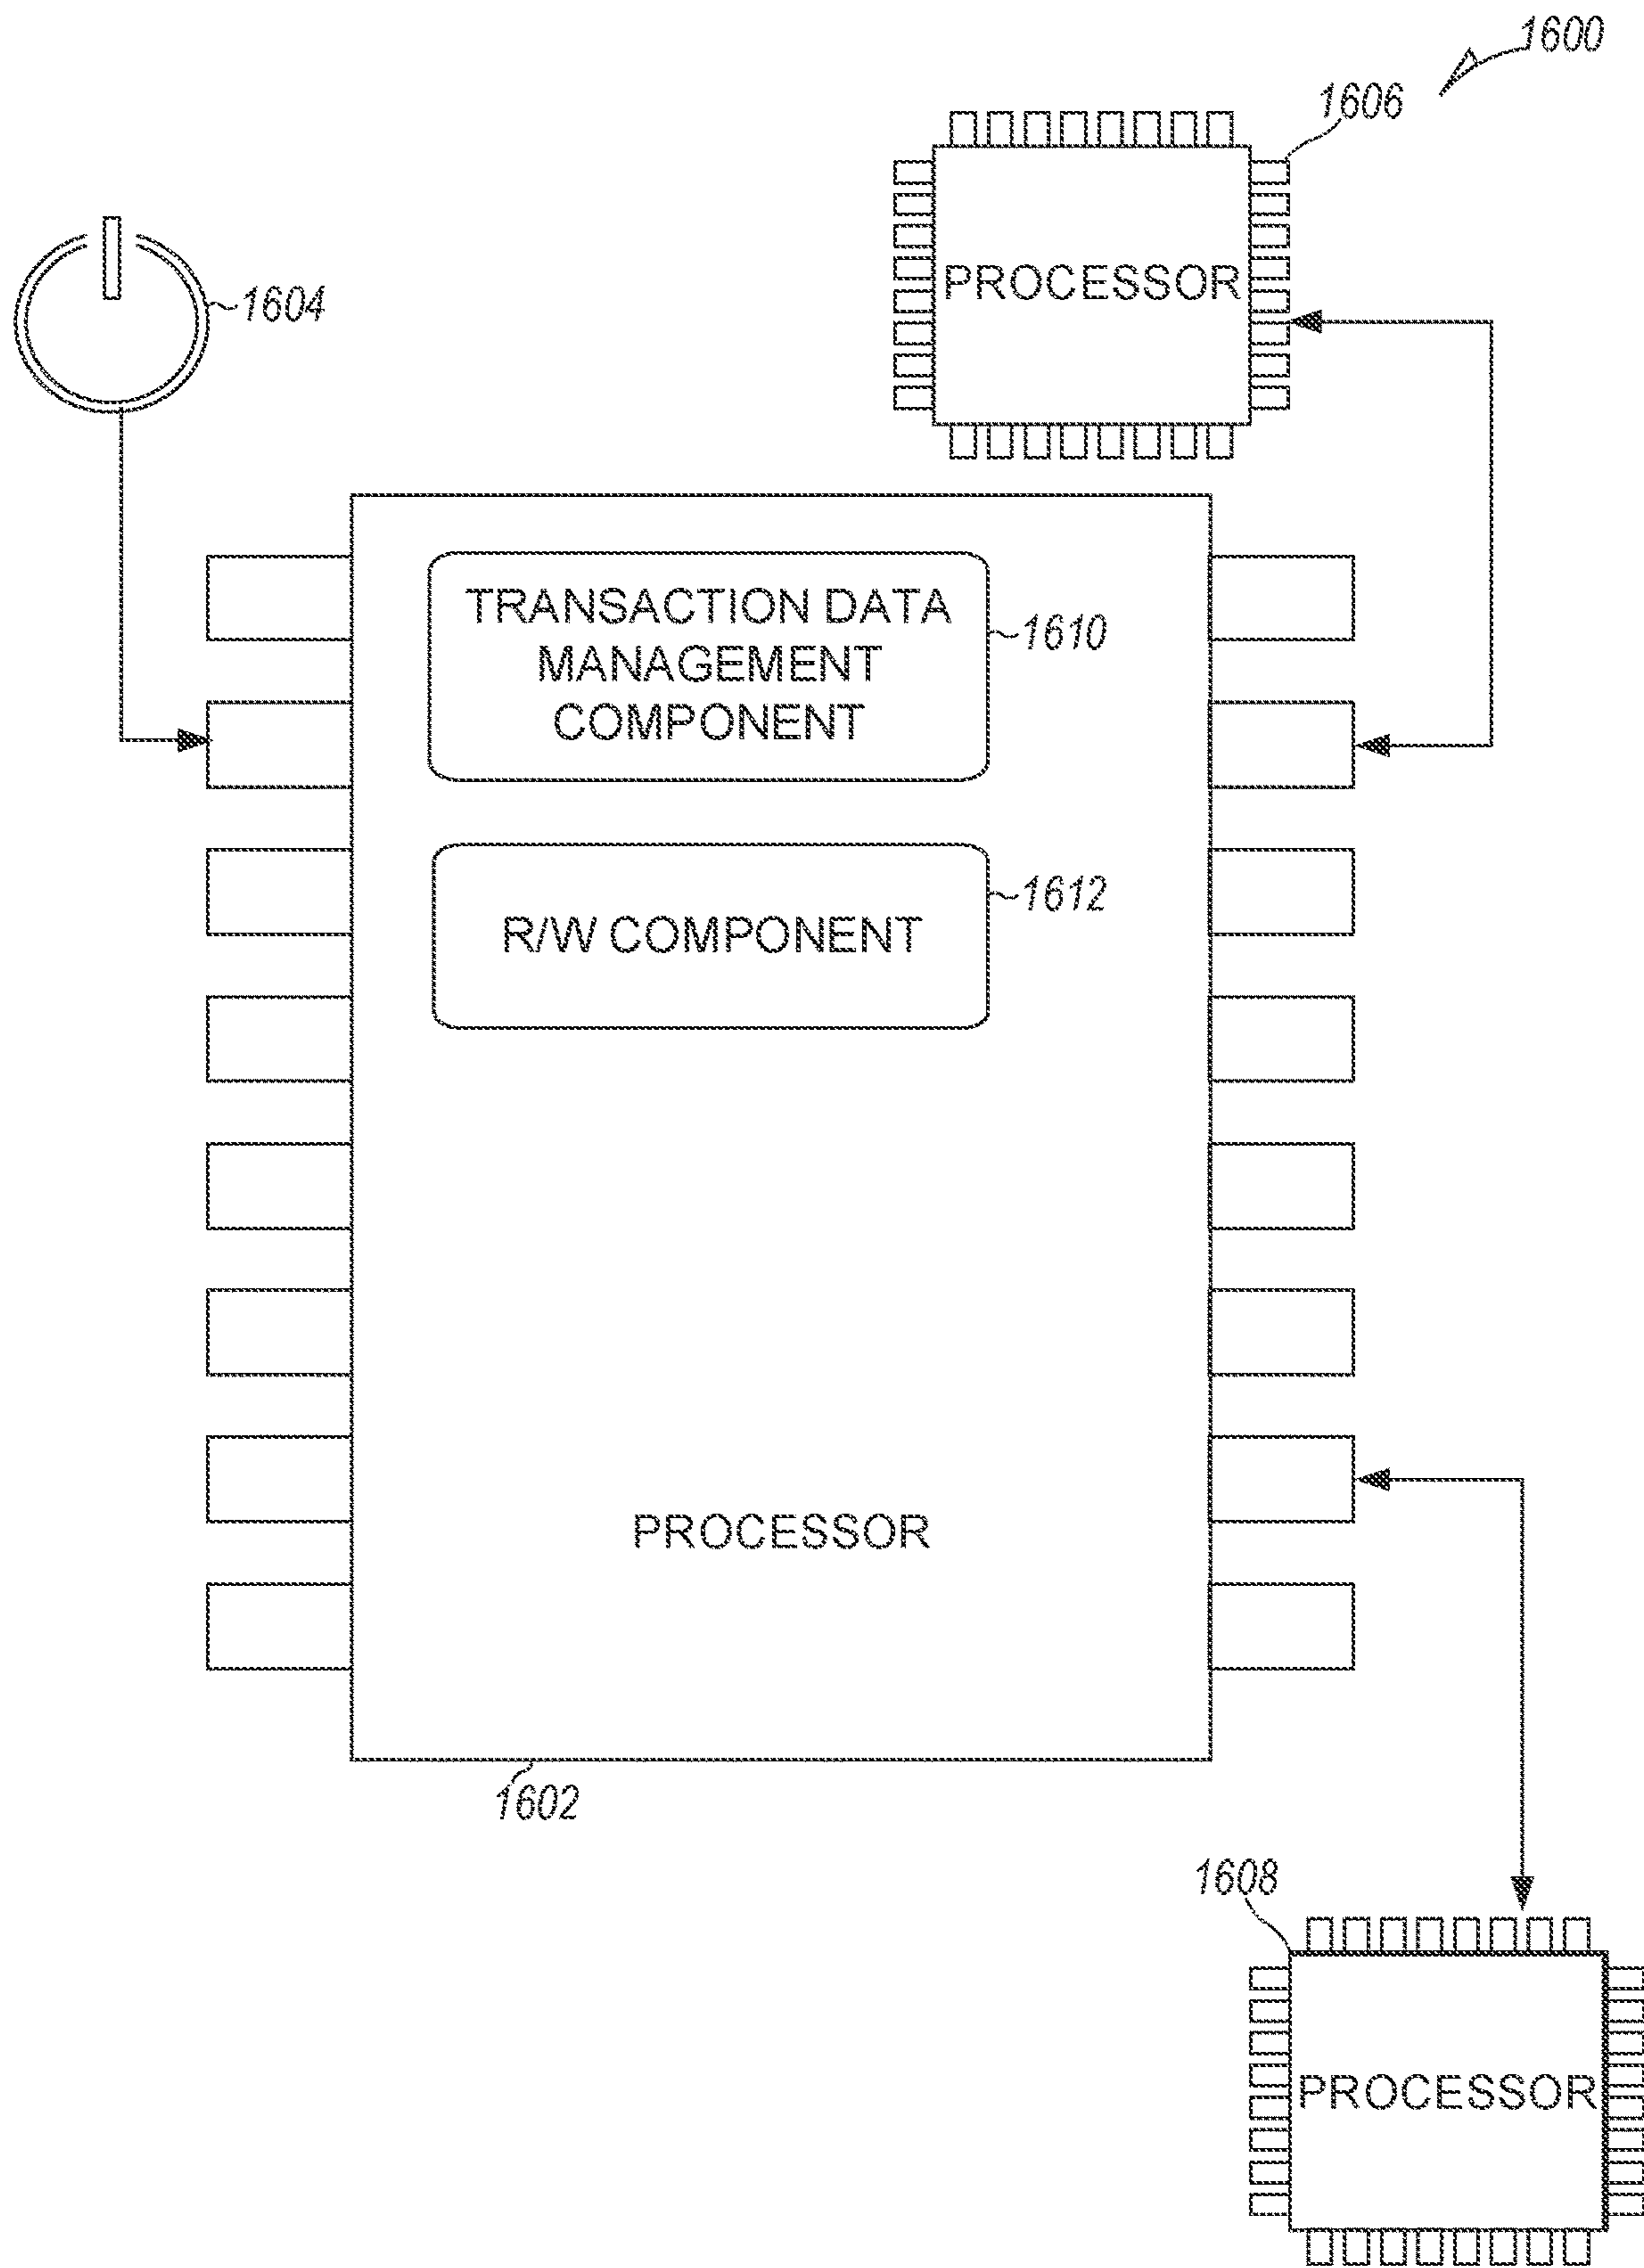 1600
1606
PROCESSOR
1604
TRANSACTION DATA
MANAGEMENT
COMPONENT
1610
R/W COMPONENT
1612
PROCESSOR
1602
1608
PROCESSOR